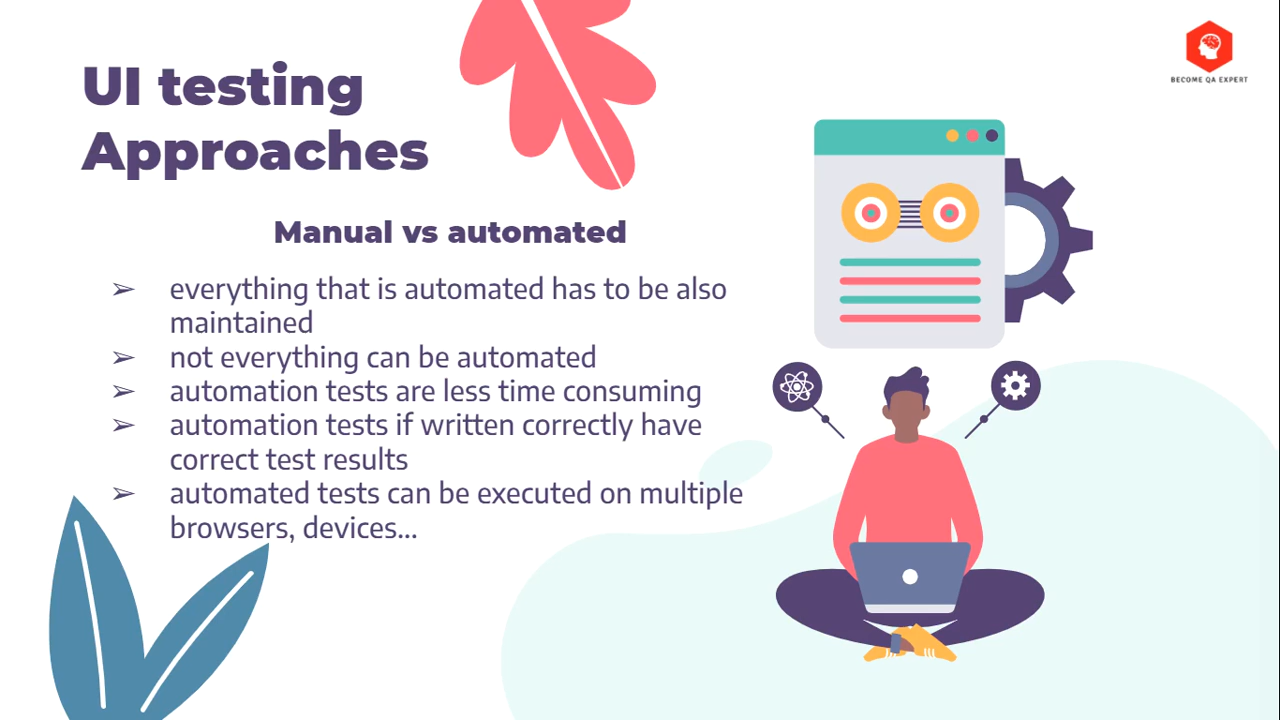 BECOME QA EXPERT
UI testing
Approaches
Manual vs automated
➢ everything that is automated has to be also
maintained
➢ not everything can be automated
➢ automation tests are less time consuming
➢ automation tests if written correctly have
correct test results
➢ automated tests can be executed on multiple
browsers, devices...